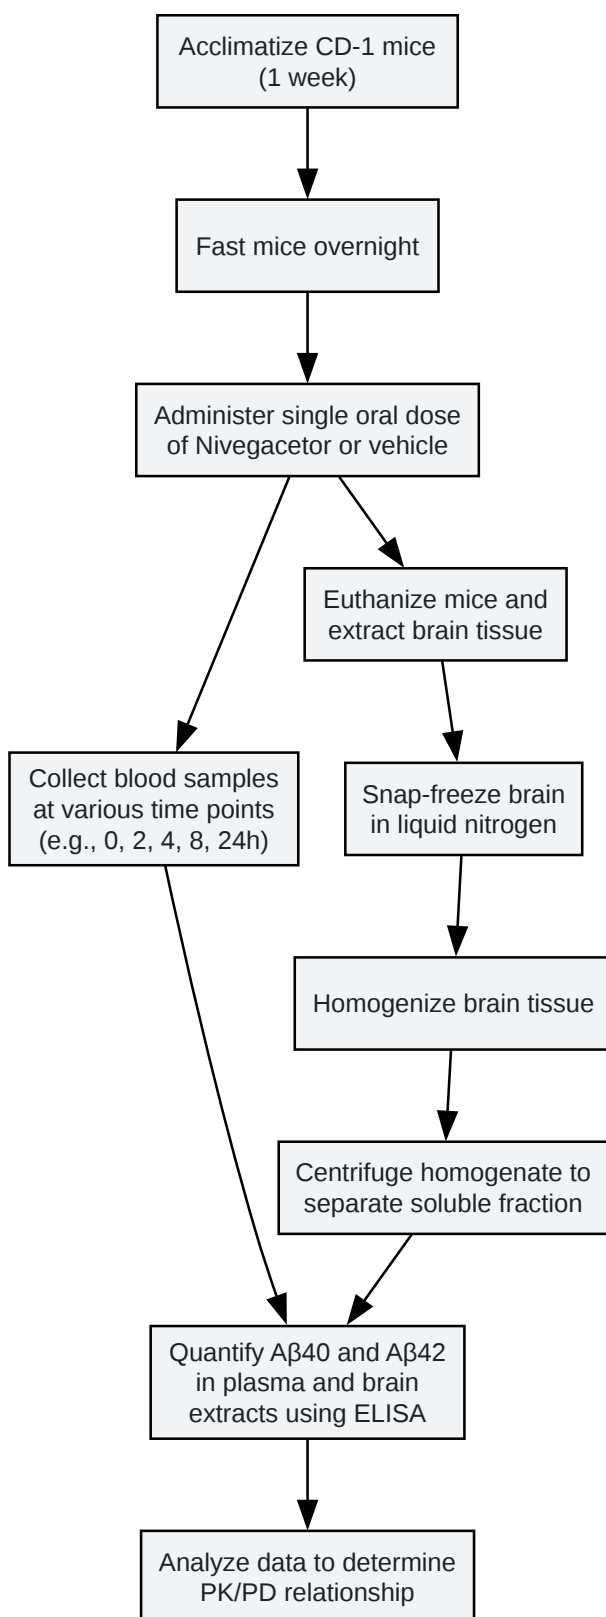 Acclimatize CD-1 mice
(1 week)
Fast mice overnight
Administer single oral dose
of Nivegacetor or vehicle
Euthanize mice and
extract brain tissue
Collect blood samples
at various time points
(e.g., 0, 2, 4, 8, 24h)
Snap-freeze brain
in liquid nitrogen
Homogenize brain tissue
Centrifuge homogenate to
separate soluble fraction
Quantify Aβ40 and Aβ42
in plasma and brain
extracts using ELISA
Analyze data to determine
PK/PD relationship